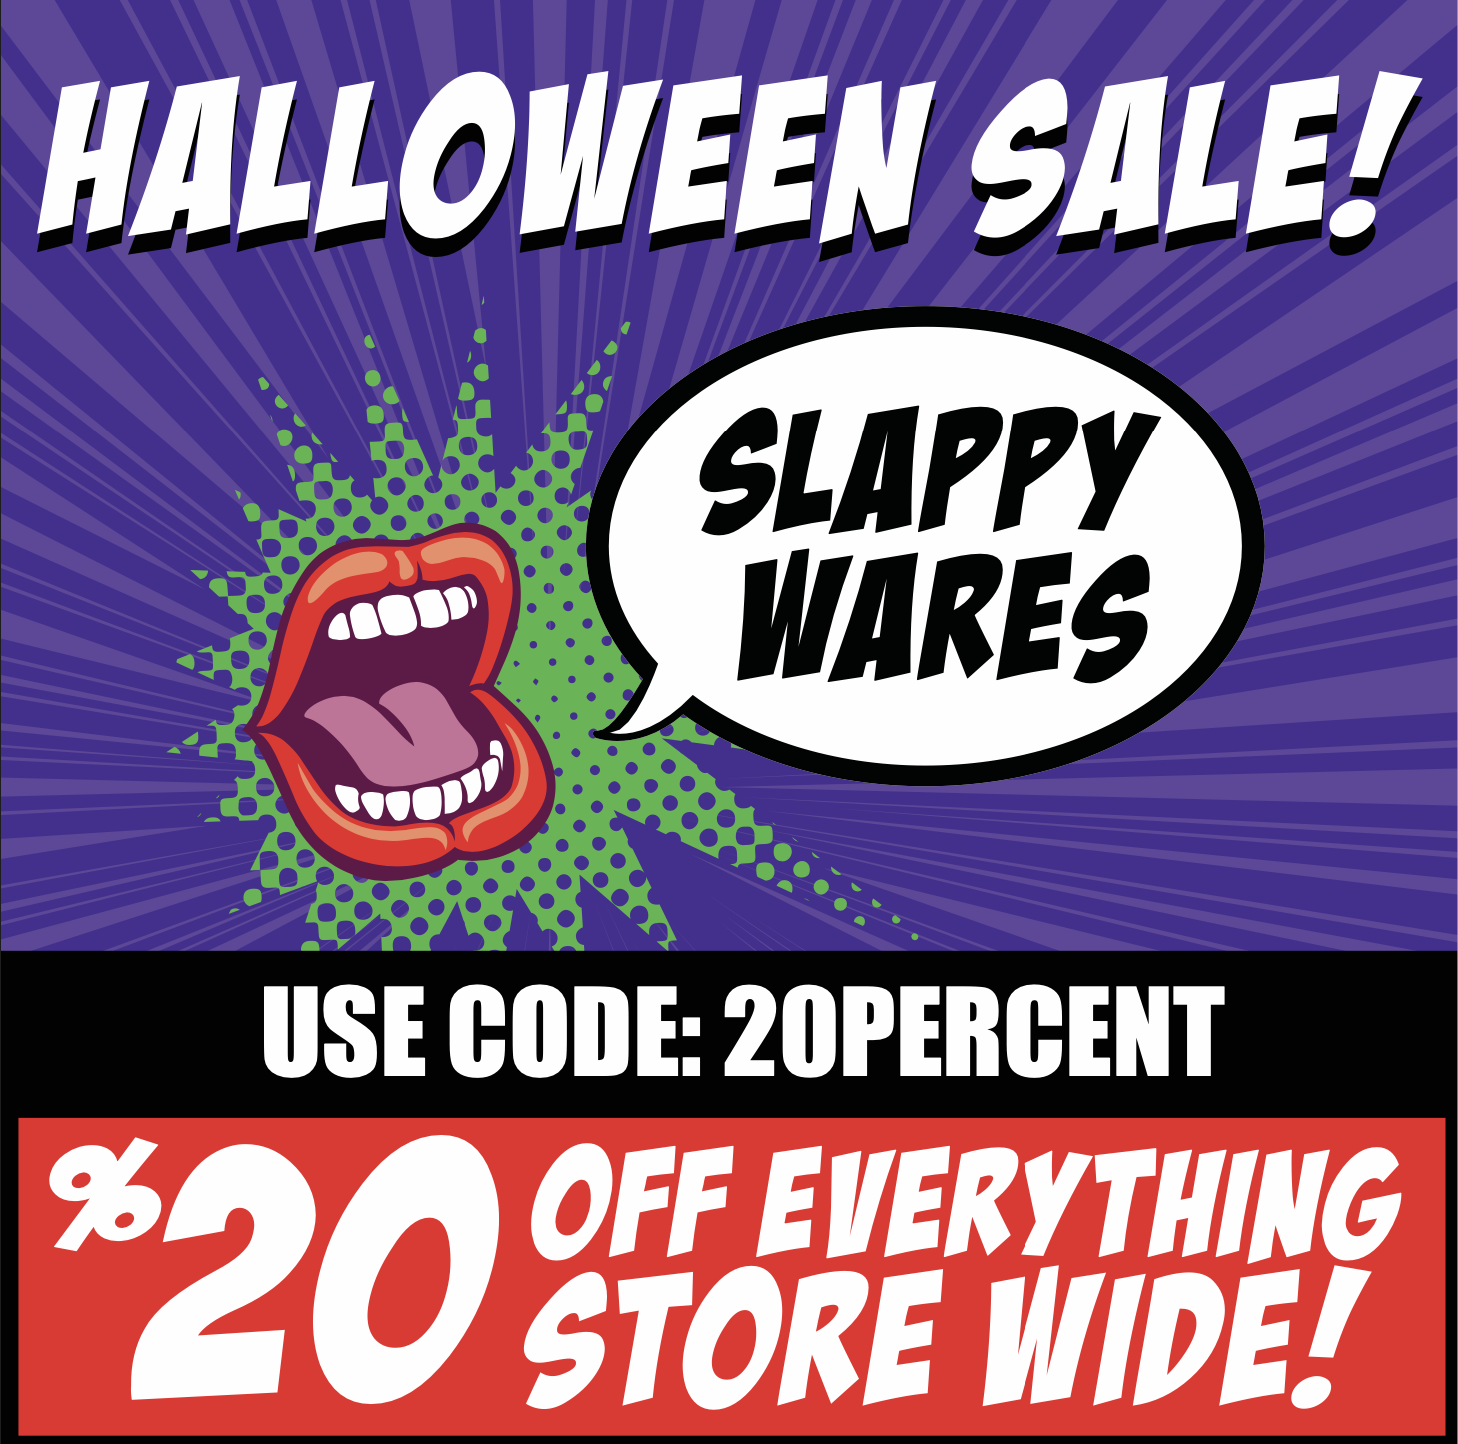 HALLOWEEN SALE!
SLAPPY
WARES
USE CODE: 20PERCENT
%20 OFF EVERYTHING
STORE WIDE!